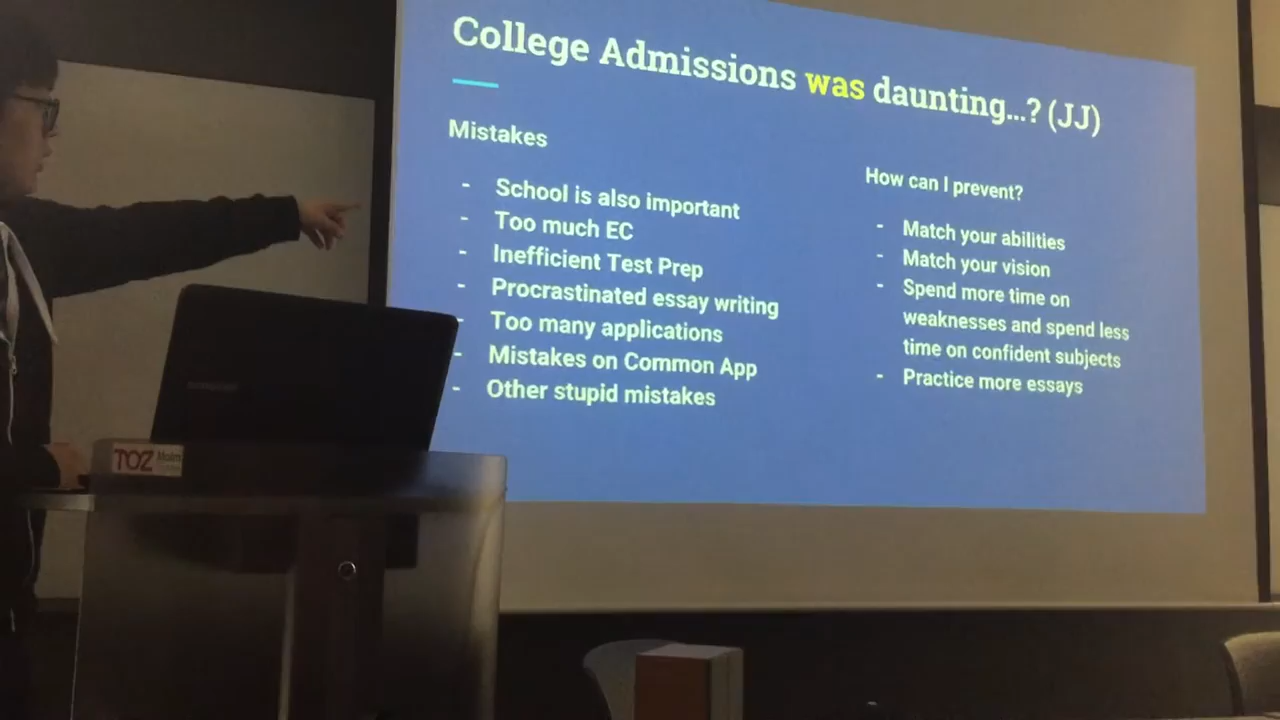 College Admissions was daunting...? (JJ)
Mistakes
- School is also important
- Too much EC
- Inefficient Test Prep
- Procrastinated essay writing
- Too many applications
- Mistakes on Common App
- Other stupid mistakes
How can I prevent?
- Match your abilities
- Match your vision
- Spend more time on
weaknesses and spend less
time on confident subjects
- Practice more essays
TOZ